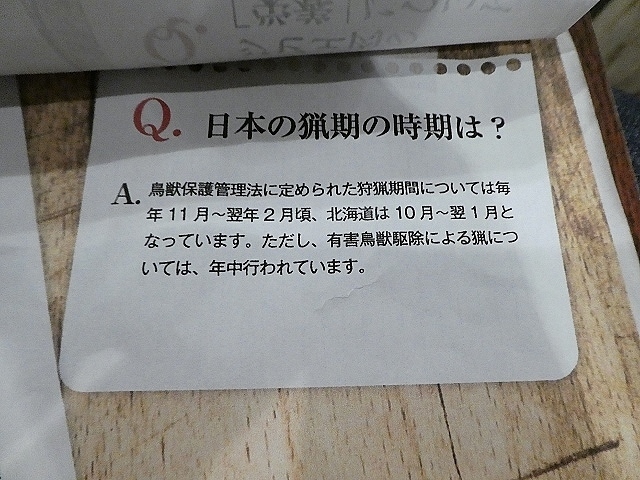 Q. 日本の猟期の時期は？
A. 鳥獣保護管理法に定められた狩猟期間については毎
年 11 月～翌年 2 月頃、北海道は 10 月～翌 1 月と
なっています。ただし、有害鳥獣駆除による猟につ
いては、年中行われています。